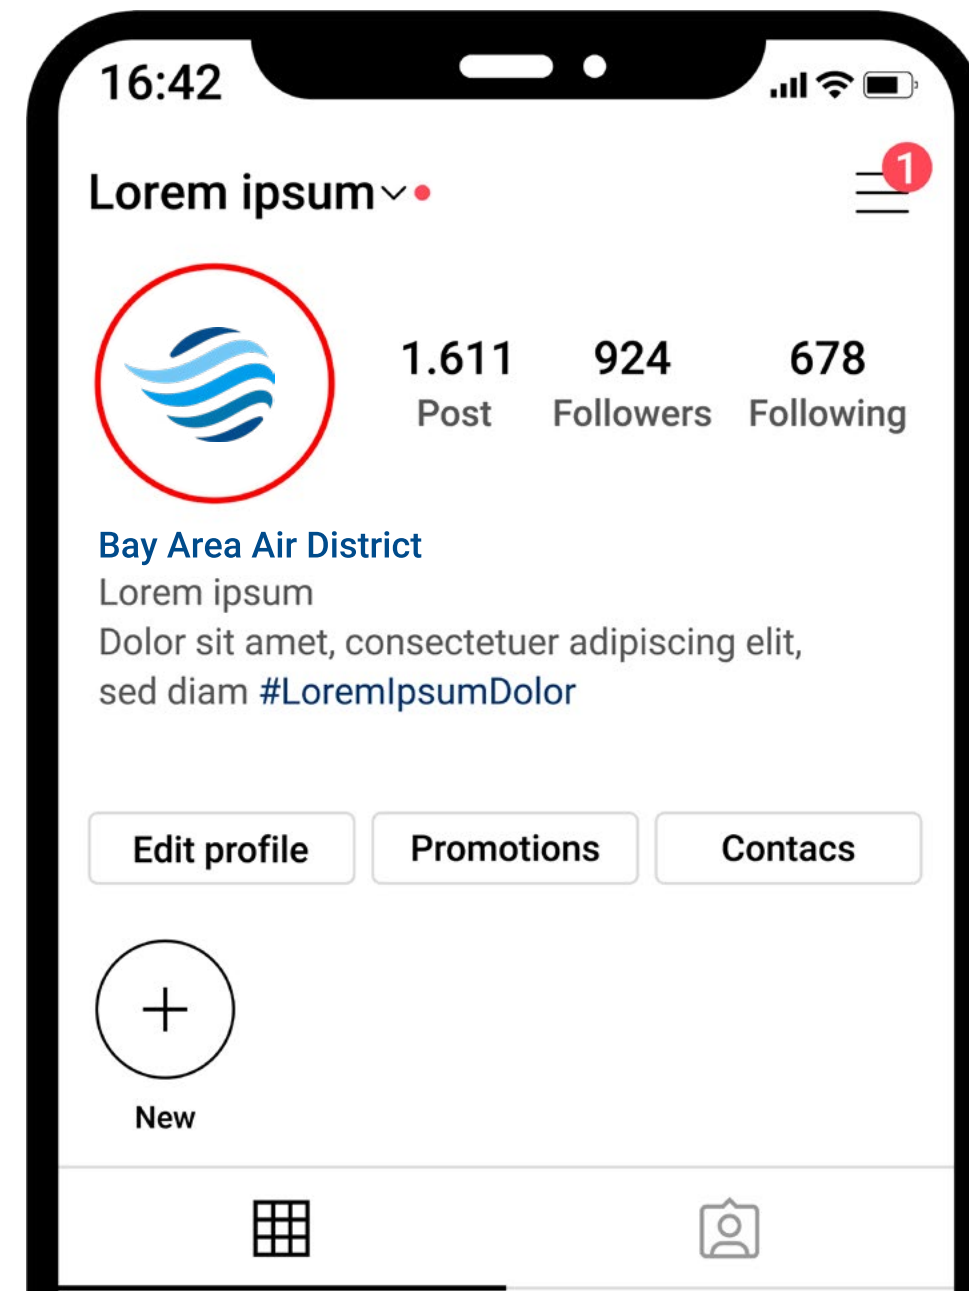 16:42
1
Lorem ipsum
1.611 924 678
Post Followers Following
Bay Area Air District
Lorem ipsum
Dolor sit amet, consectetuer adipiscing elit,
sed diam #LoremIpsumDolor
Edit profile Promotions Contacs
New